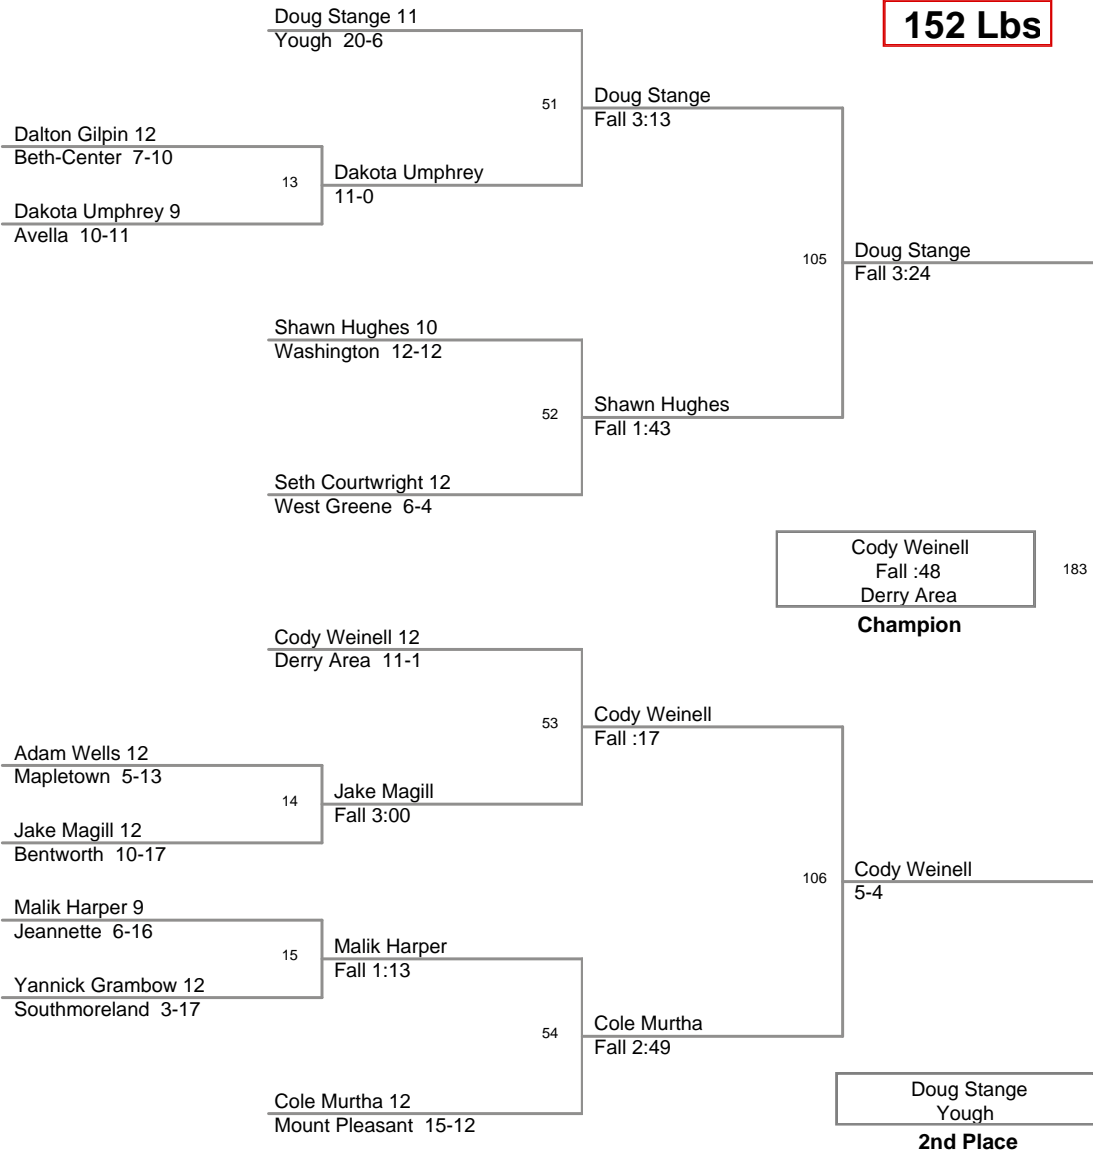 Doug Stange 11
152 Lbs
Yough 20-6
51
Doug Stange
Fall 3:13
Dalton Gilpin 12
Beth-Center 7-10
13
Dakota Umphrey
11-0
Dakota Umphrey 9
Avella 10-11
105
Doug Stange
Fall 3:24
Shawn Hughes 10
Washington 12-12
52
Shawn Hughes
Fall 1:43
Seth Courtwright 12
West Greene 6-4
Cody Weinell
Fall :48
Derry Area
183
Champion
Cody Weinell 12
Derry Area 11-1
53
Cody Weinell
Fall :17
Adam Wells 12
Mapletown 5-13
14
Jake Magill
Fall 3:00
Jake Magill 12
Bentworth 10-17
106
Cody Weinell
5-4
Malik Harper 9
Jeannette 6-16
15
Malik Harper
Fall 1:13
Yannick Grambow 12
Southmoreland 3-17
54
Cole Murtha
Fall 2:49
Cole Murtha 12
Mount Pleasant 15-12
Doug Stange
Yough
2nd Place